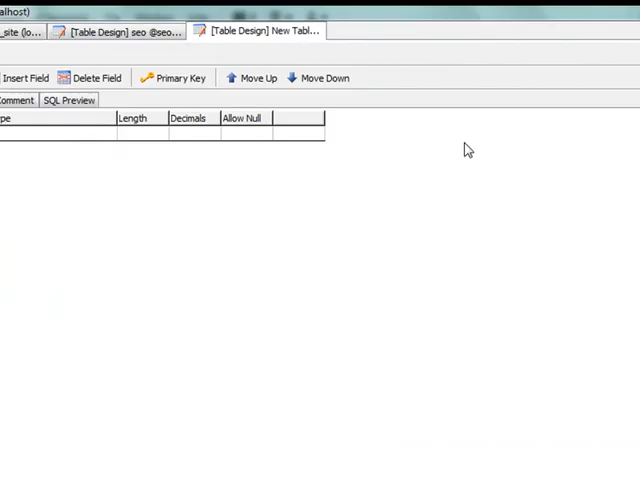 alhost)
_site (lo... [Table Design] seo @seo... [Table Design] New Tabl...
Insert Field Delete Field Primary Key Move Up Move Down
Comment SQL Preview
pe Length Decimals Allow Null